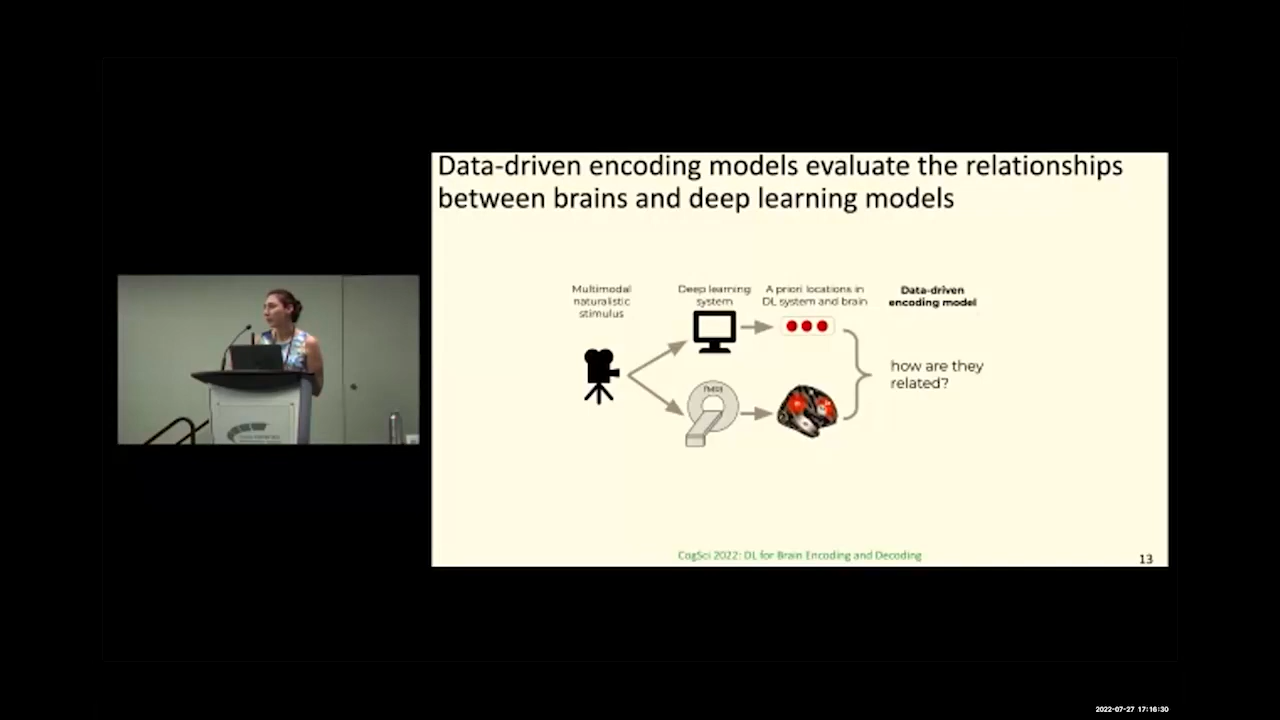 Data-driven encoding models evaluate the relationships
between brains and deep learning models
Multimodal
naturalistic
stimulus
Deep learning
system
A priori locations in
DL system and brain
Data-driven
encoding model
how are they
related?
CogSci 2022: DL for Brain Encoding and Decoding
13
2022-07-27 17:16:30